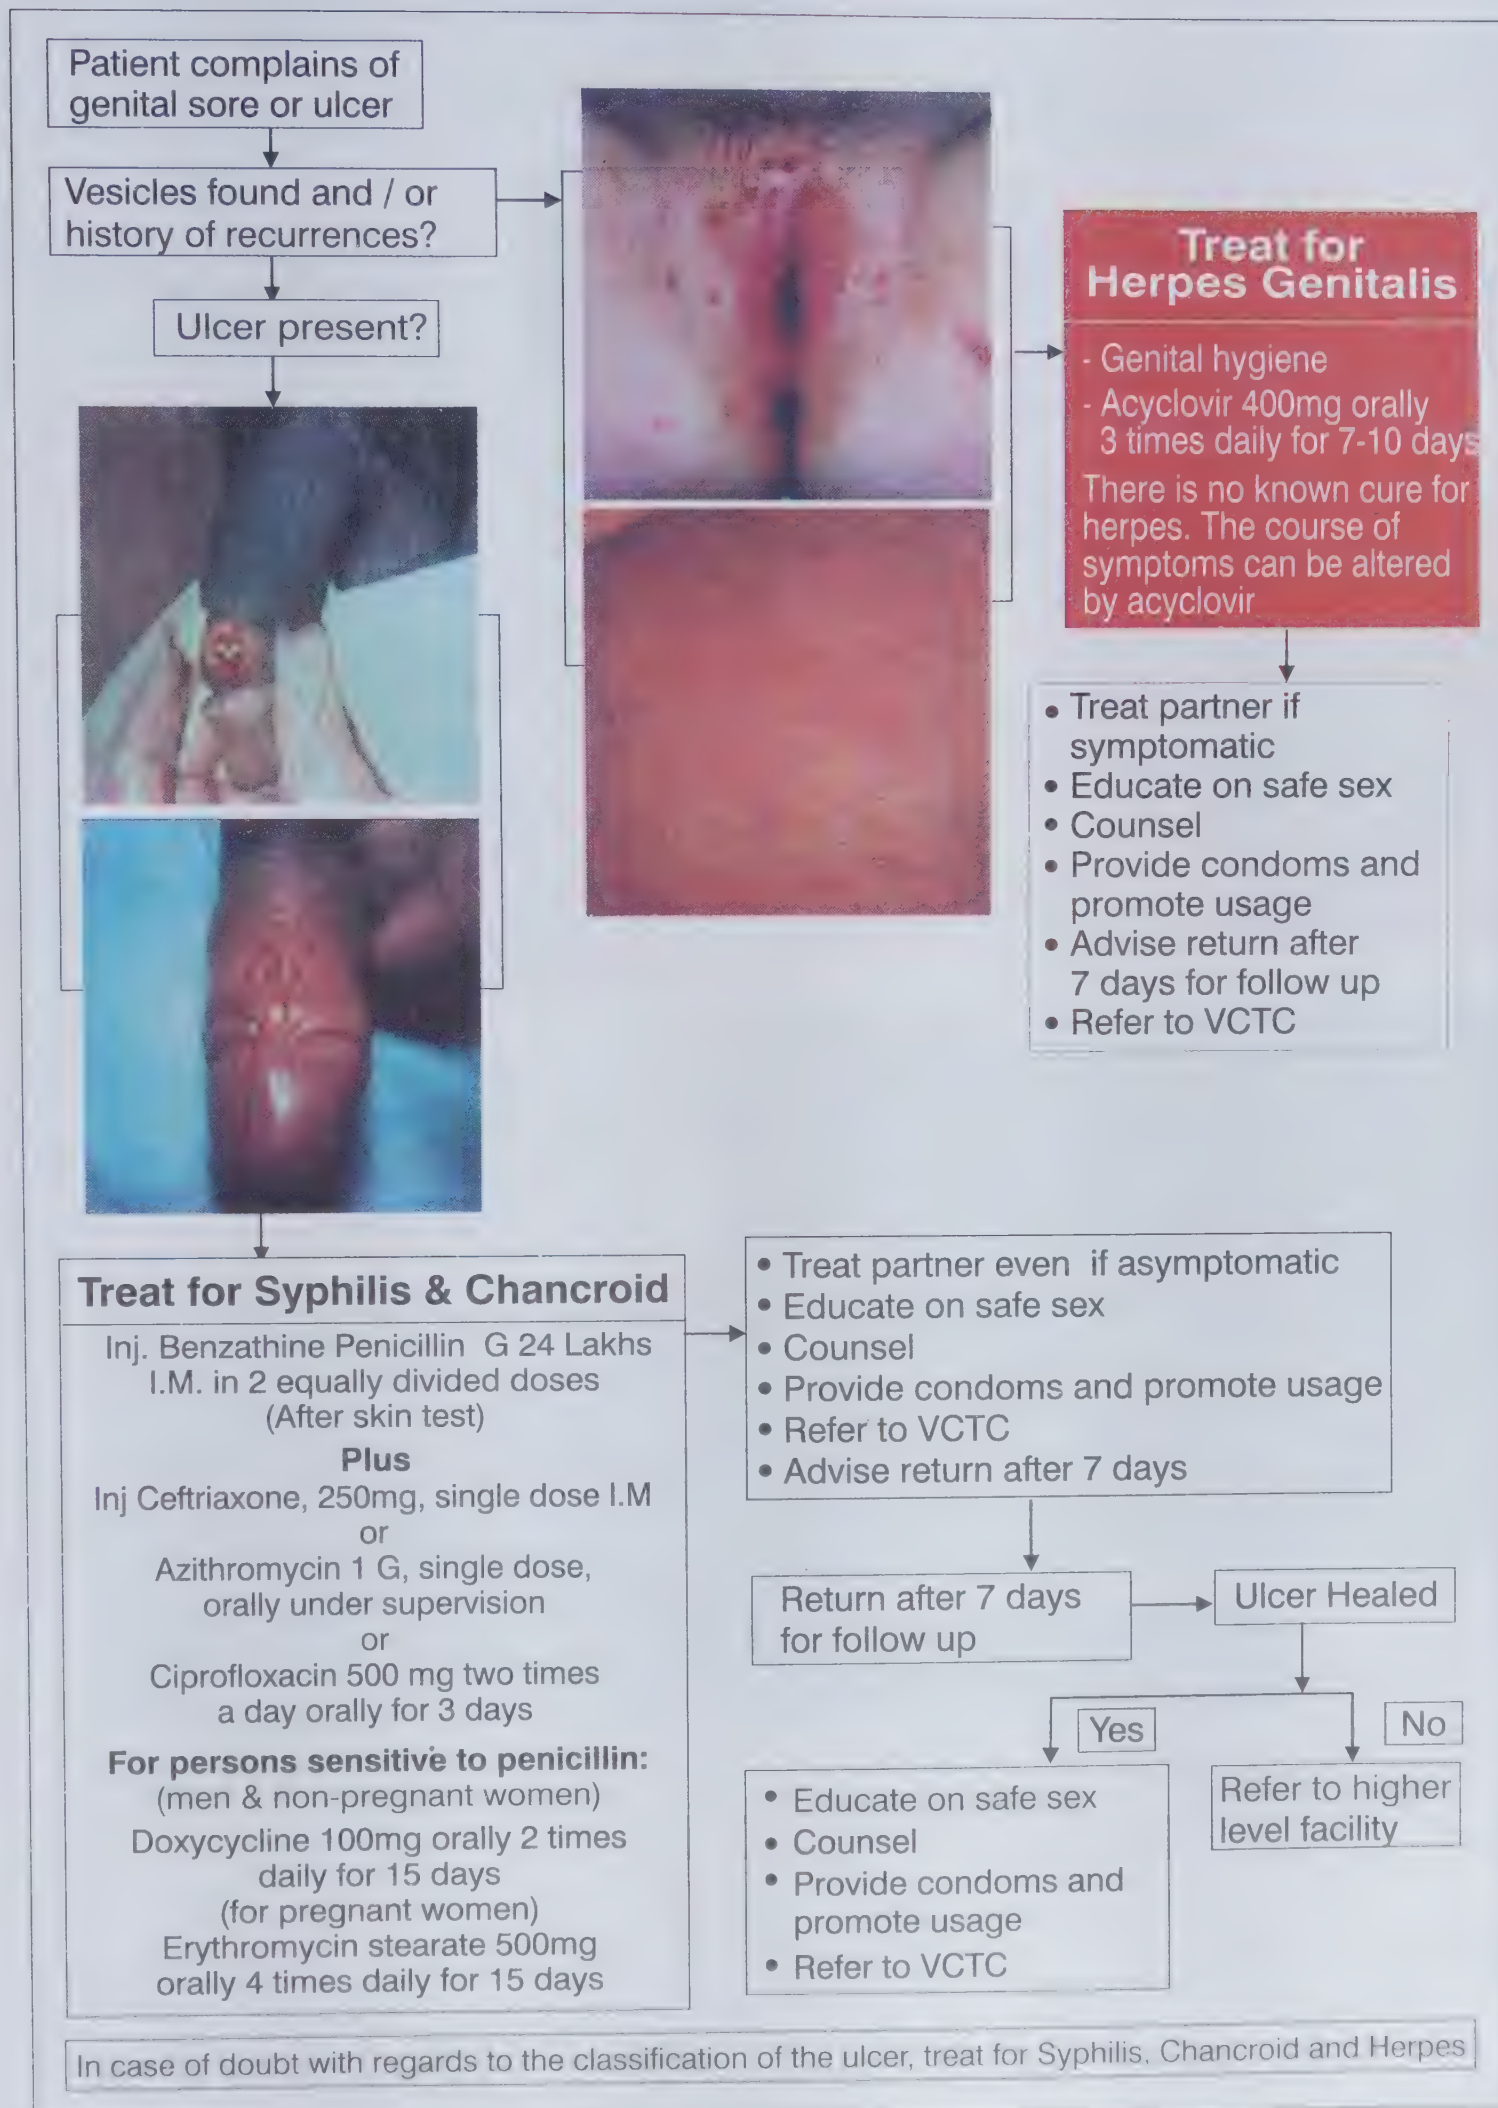 Patient complains of
genital sore or ulcer
Vesicles found and / or
history of recurrences?
Ulcer present?
Treat for
Herpes Genitalis
- Genital hygiene
- Acyclovir 400mg orally
3 times daily for 7-10 days
There is no known cure for
herpes. The course of
symptoms can be altered
by acyclovir
• Treat partner if
symptomatic
• Educate on safe sex
• Counsel
• Provide condoms and
promote usage
• Advise return after
7 days for follow up
• Refer to VCTC
Treat for Syphilis & Chancroid
Inj. Benzathine Penicillin G 24 Lakhs
I.M. in 2 equally divided doses
(After skin test)
Plus
Inj Ceftriaxone, 250mg, single dose I.M
or
Azithromycin 1 G, single dose,
orally under supervision
or
Ciprofloxacin 500 mg two times
a day orally for 3 days
For persons sensitive to penicillin:
(men & non-pregnant women)
Doxycycline 100mg orally 2 times
daily for 15 days
(for pregnant women)
Erythromycin stearate 500mg
orally 4 times daily for 15 days
• Treat partner even if asymptomatic
• Educate on safe sex
• Counsel
• Provide condoms and promote usage
• Refer to VCTC
• Advise return after 7 days
Return after 7 days
for follow up
Ulcer Healed
Yes
No
• Educate on safe sex
• Counsel
• Provide condoms and
promote usage
• Refer to VCTC
Refer to higher
level facility
In case of doubt with regards to the classification of the ulcer, treat for Syphilis, Chancroid and Herpes